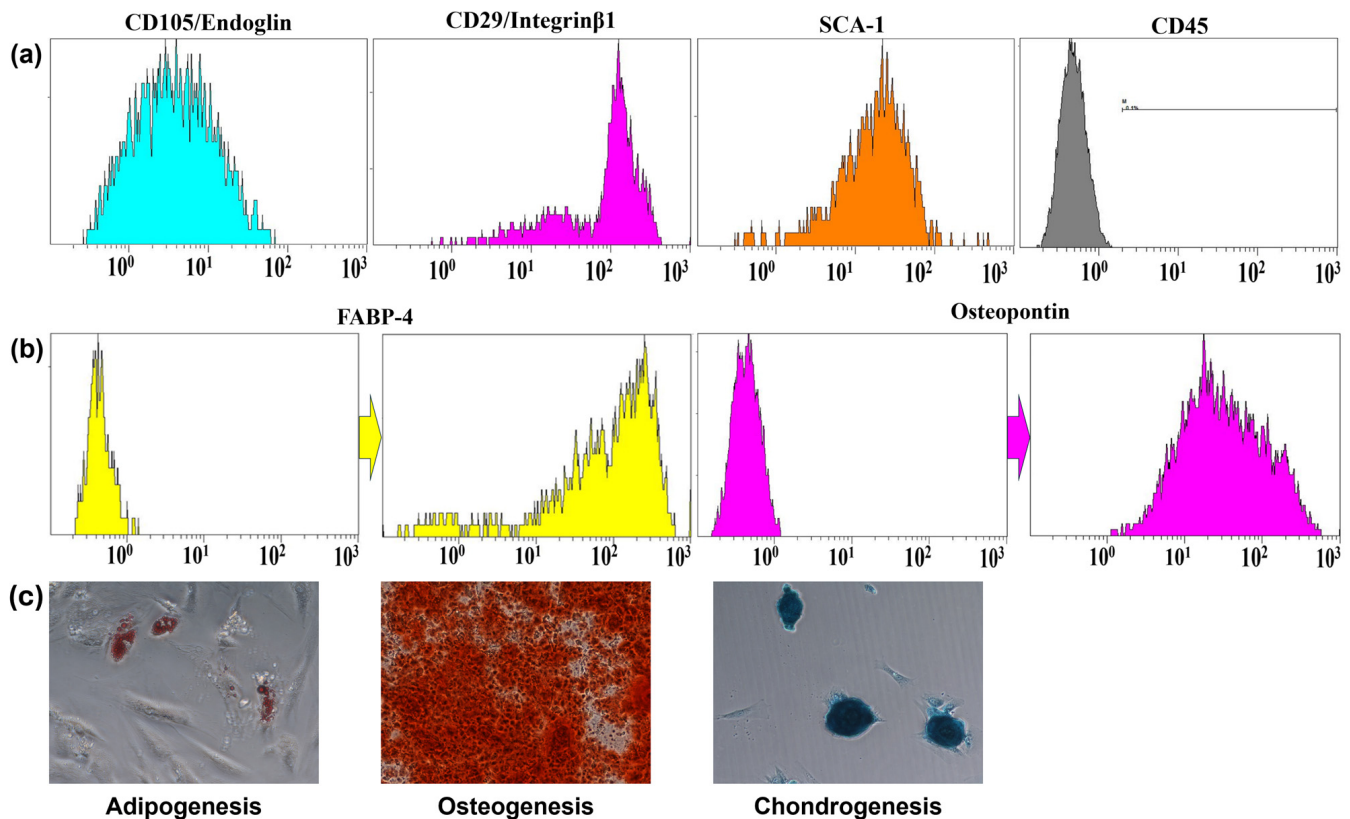 CD105/Endoglin CD29/Integrinβ1 SCA-1 CD45
(a)
M
0.1%
10⁰ 10¹ 10² 10³ 10⁰ 10¹ 10² 10³ 10⁰ 10¹ 10² 10³ 10⁰ 10¹ 10² 10³
FABP-4 Osteopontin
(b)
10⁰ 10¹ 10² 10³ 10⁰ 10¹ 10² 10³ 10⁰ 10¹ 10² 10³ 10⁰ 10¹ 10² 10³
(c)
Adipogenesis Osteogenesis Chondrogenesis